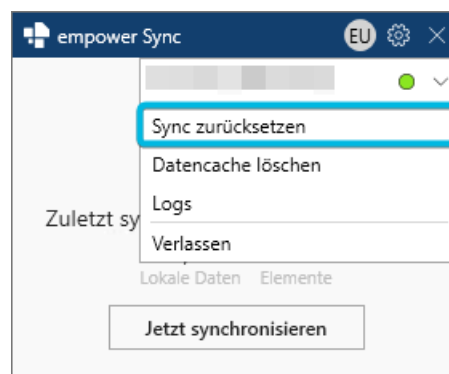 empower Sync EU
Sync zurücksetzen
Datencache löschen
Logs
Zuletzt sy
Verlassen
Lokale Daten Elemente
Jetzt synchronisieren